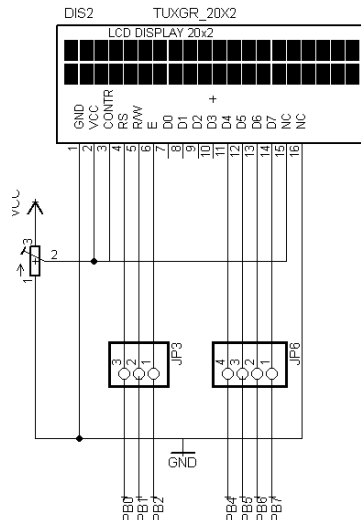 DIS2 TUXGR_20X2
LCD DISPLAY 20x2
GND
VCC
CONTR
RS
R/W
E
D0
D1
D2
D3
D4
D5
D6
D7
NC
NC
1
2
3
4
5
6
7
8
9
10
11
12
13
14
15
16
VCC
3
2
1
3
2
1
JP3
4
3
2
1
JP6
GND
PB0
PB1
PB2
PB4
PB5
PB6
PB7